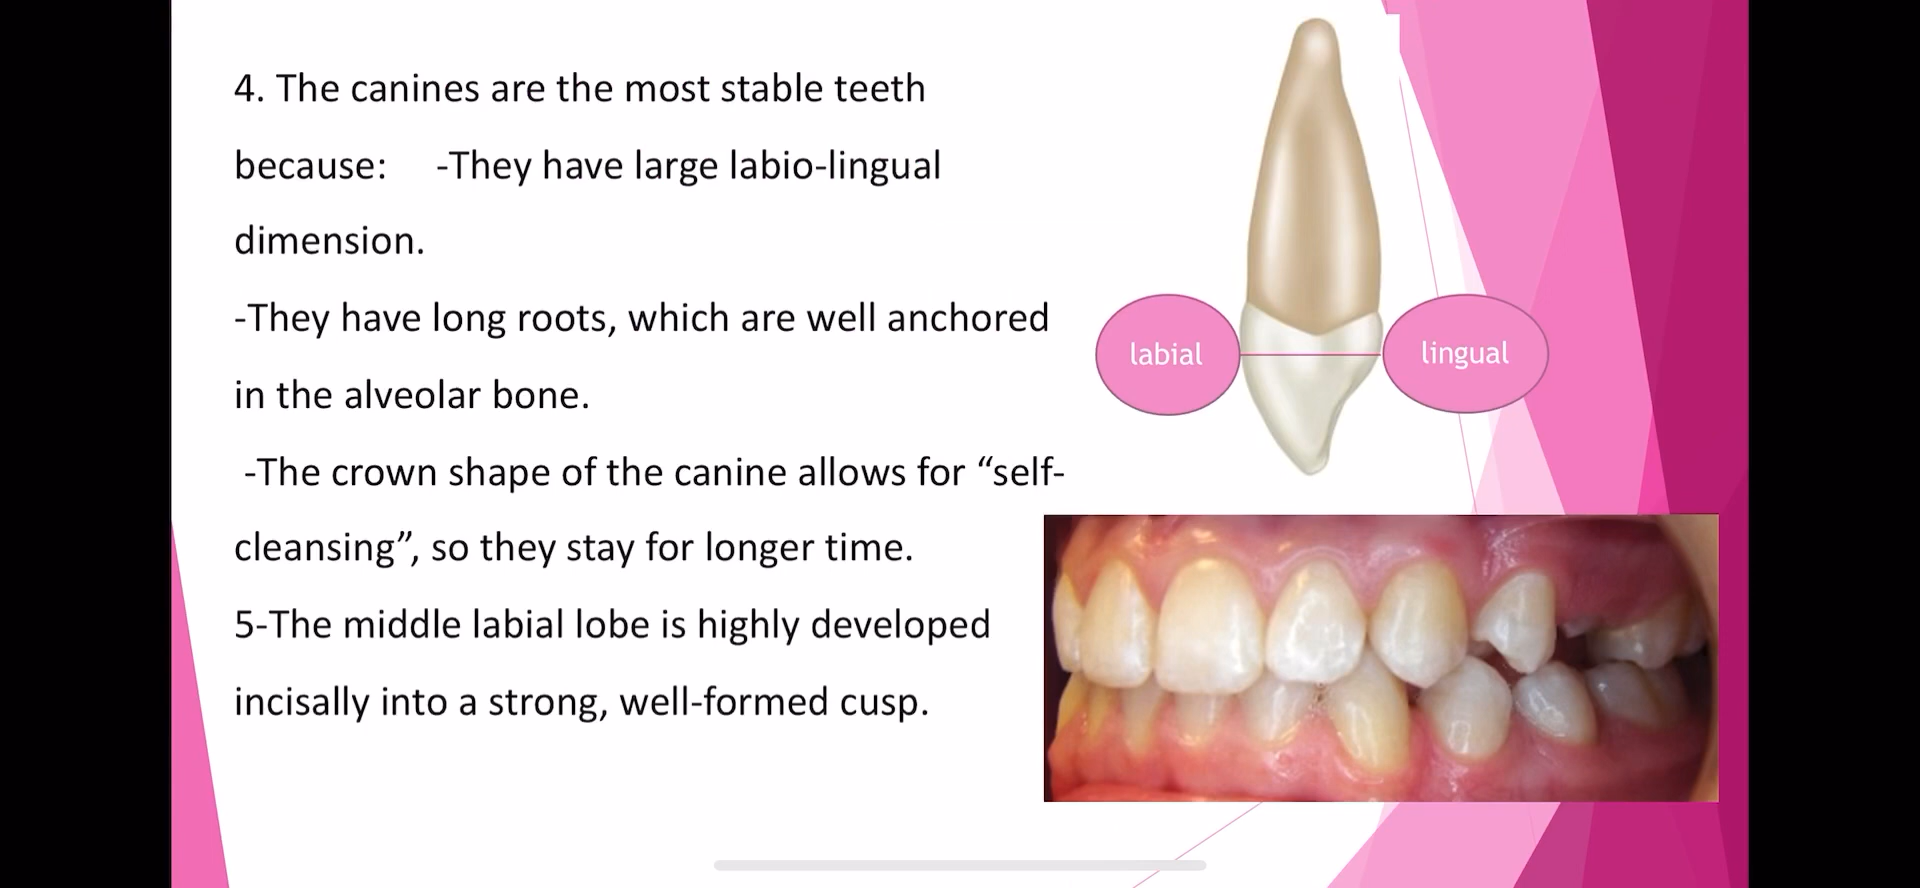 4. The canines are the most stable teeth
because: -They have large labio-lingual
dimension.
-They have long roots, which are well anchored
in the alveolar bone.
-The crown shape of the canine allows for “self-
cleansing”, so they stay for longer time.
5-The middle labial lobe is highly developed
incisally into a strong, well-formed cusp.
labial
lingual